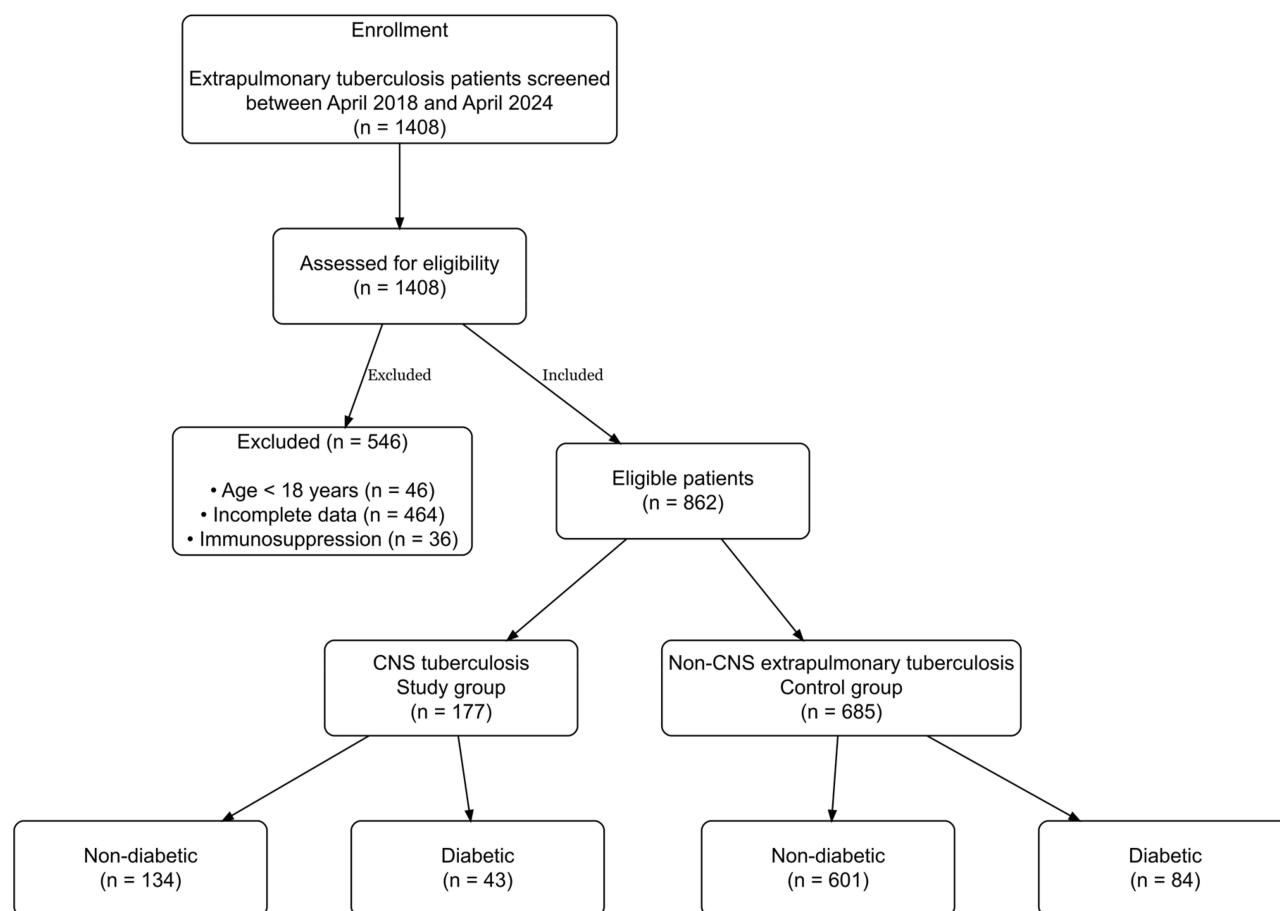 Enrollment
Extrapulmonary tuberculosis patients screened
between April 2018 and April 2024
(n = 1408)
Assessed for eligibility
(n = 1408)
Excluded
Included
Excluded (n = 546)
• Age < 18 years (n = 46)
• Incomplete data (n = 464)
• Immunosuppression (n = 36)
Eligible patients
(n = 862)
CNS tuberculosis
Study group
(n = 177)
Non-CNS extrapulmonary tuberculosis
Control group
(n = 685)
Non-diabetic
(n = 134)
Diabetic
(n = 43)
Non-diabetic
(n = 601)
Diabetic
(n = 84)